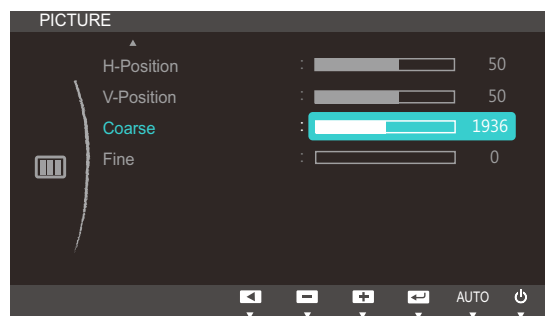 PICTURE
H-Position : 50
V-Position : 50
Coarse : 1936
Fine : 0
AUTO